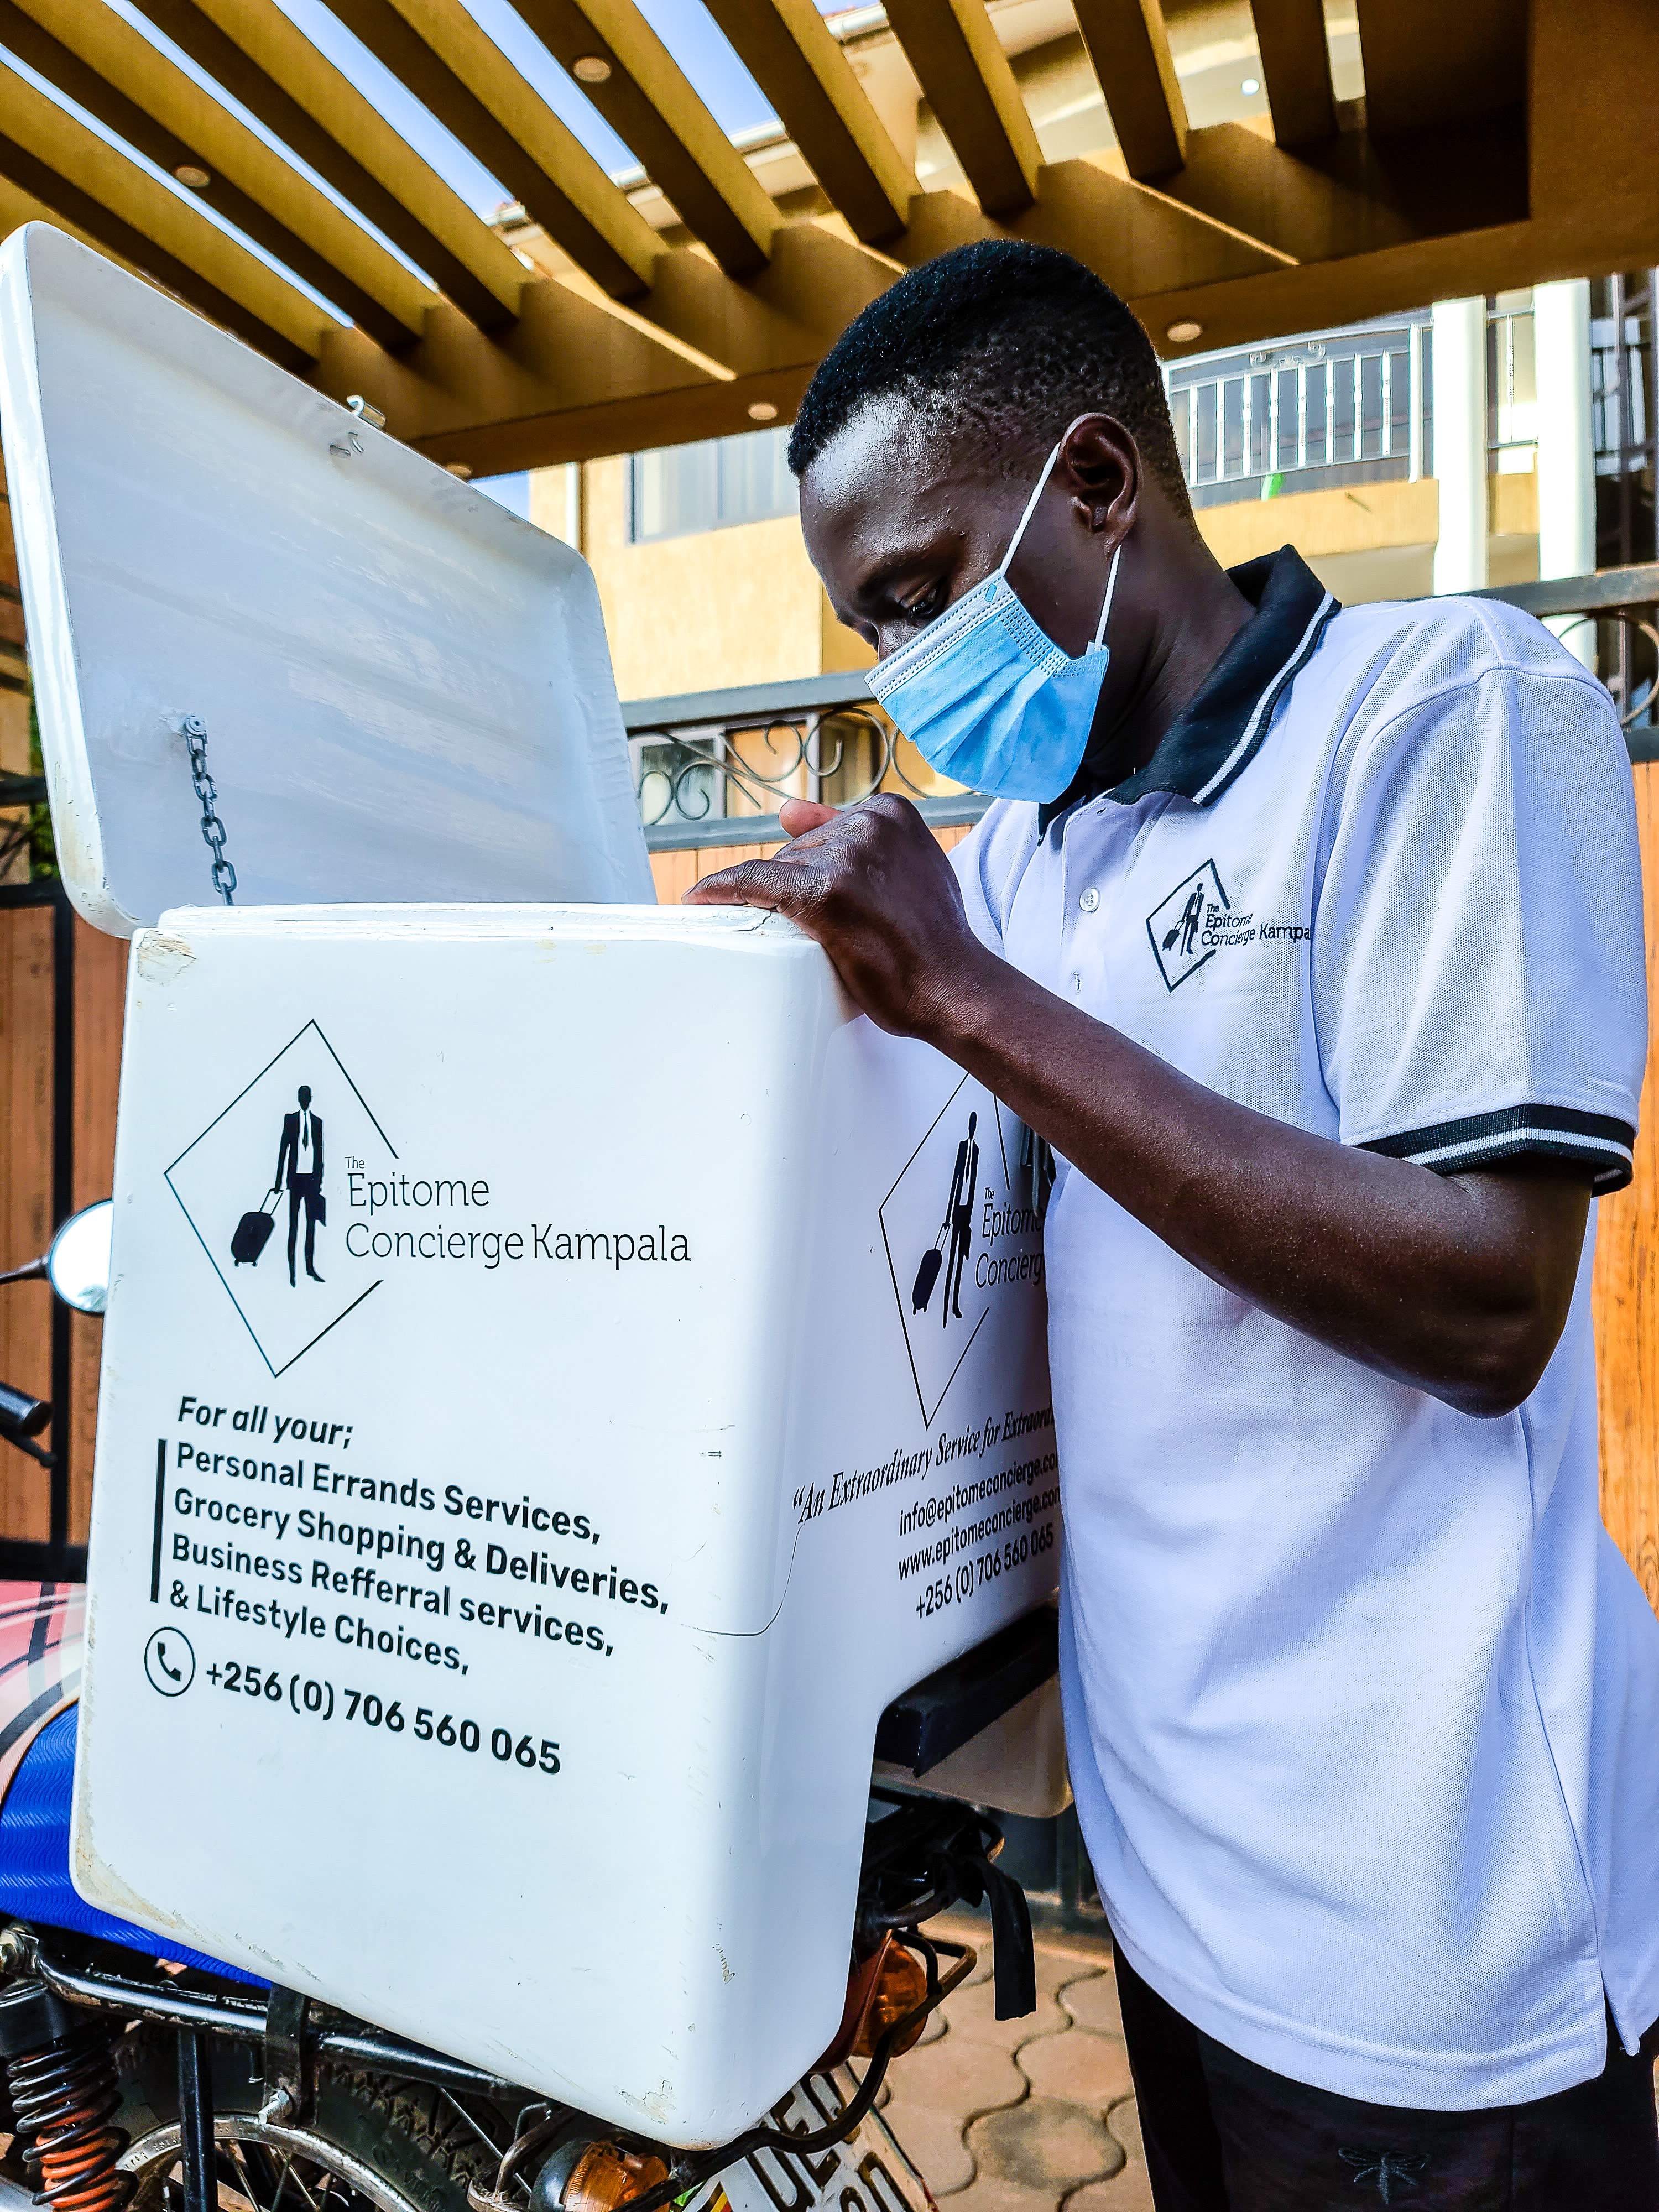 The
Epitome
Concierge Kampala
For all your;
Personal Errands Services,
Grocery Shopping & Deliveries,
Business Refferral services,
& Lifestyle Choices,
+256 (0) 706 560 065
The
Epitome
Concierg
"An Extraordinary Service for Extraord
info@epitomeconcierge.co
www.epitomeconcierge.com
+256 (0) 706 560 065
The
Epitome
Concierge Kampa